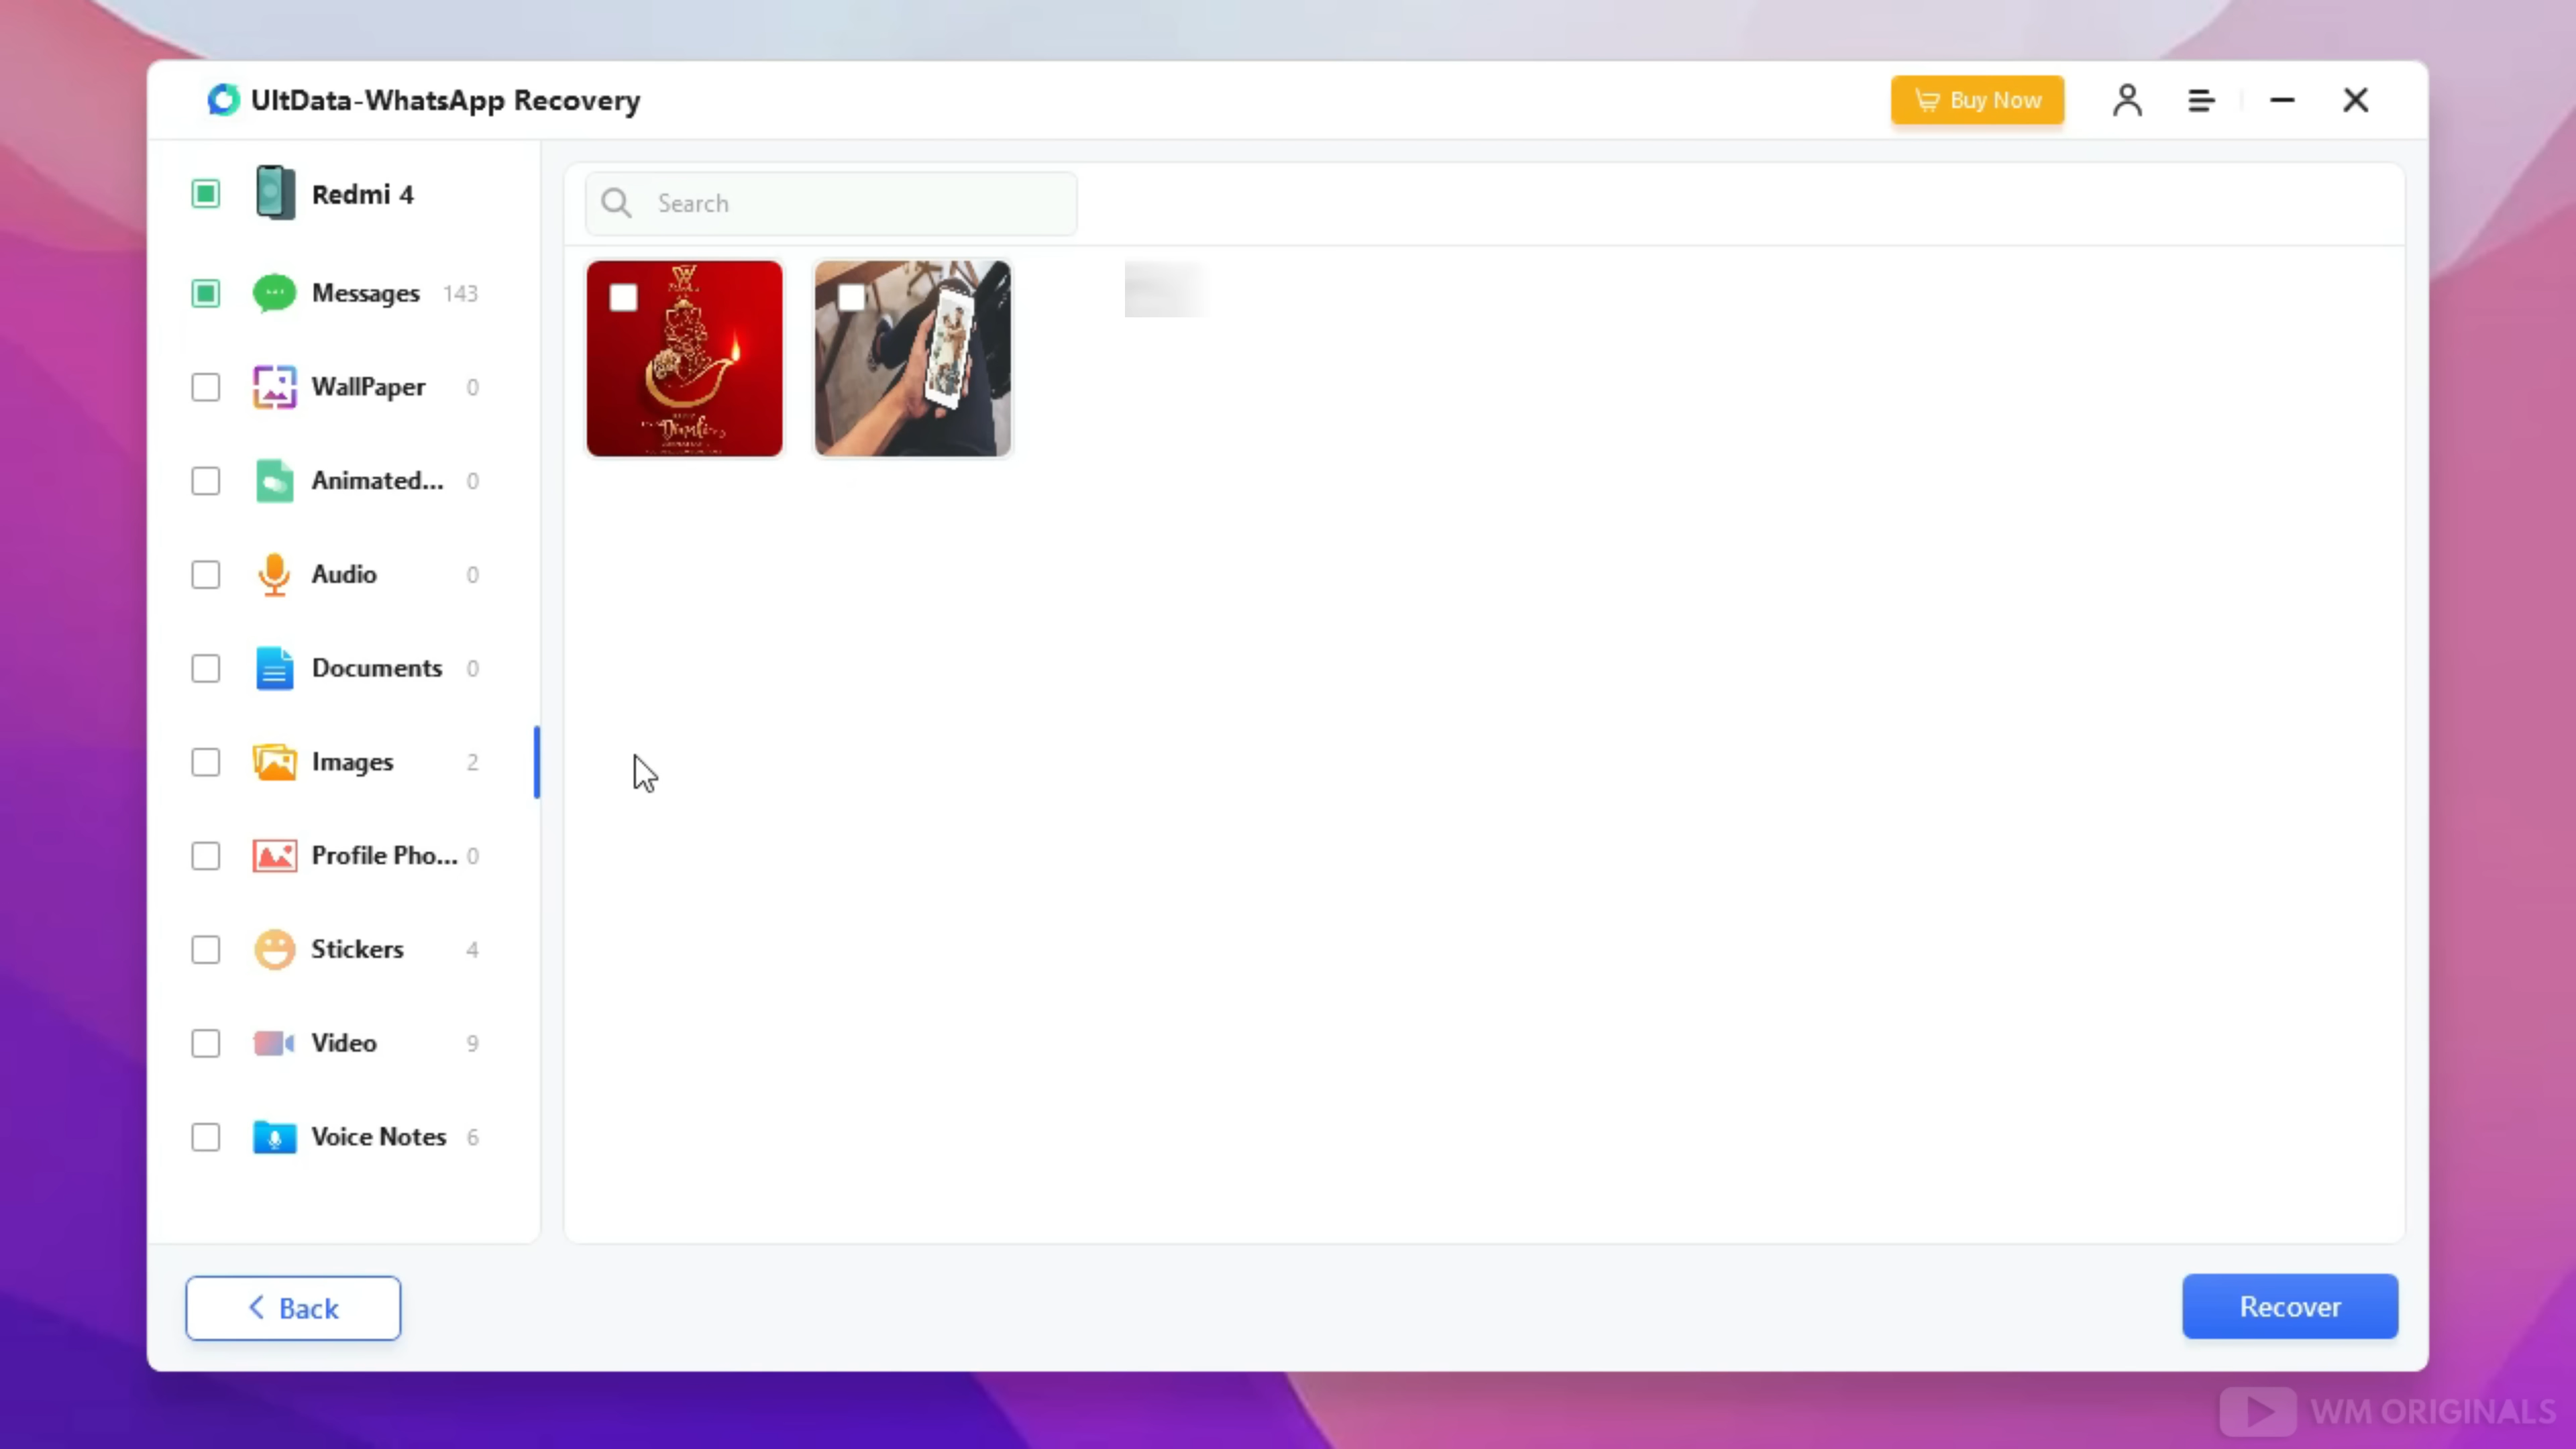 UltData-WhatsApp Recovery
Buy Now
Redmi 4
Messages 143
WallPaper 0
Animated... 0
Audio 0
Documents 0
Images 2
Profile Pho... 0
Stickers 4
Video 9
Voice Notes 6
Search
Diwali
Back
Recover
WM ORIGINALS